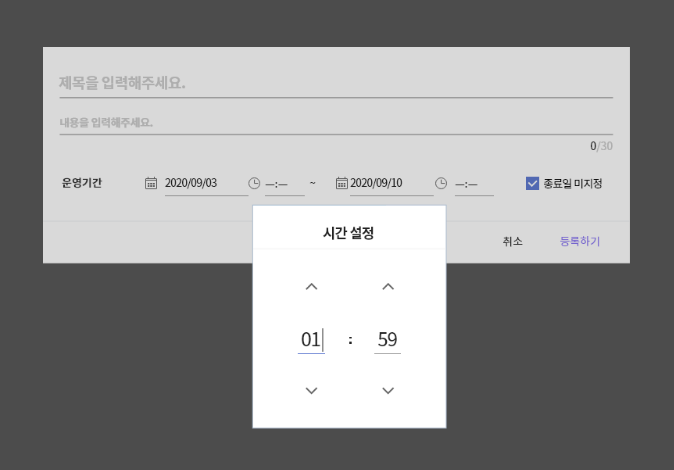 제목을 입력해주세요.
내용을 입력해주세요.
0/30
운영기간 2020/09/03 --:-- ~ 2020/09/10 --:-- 종료일 미지정
취소 등록하기
시간 설정
01 : 59